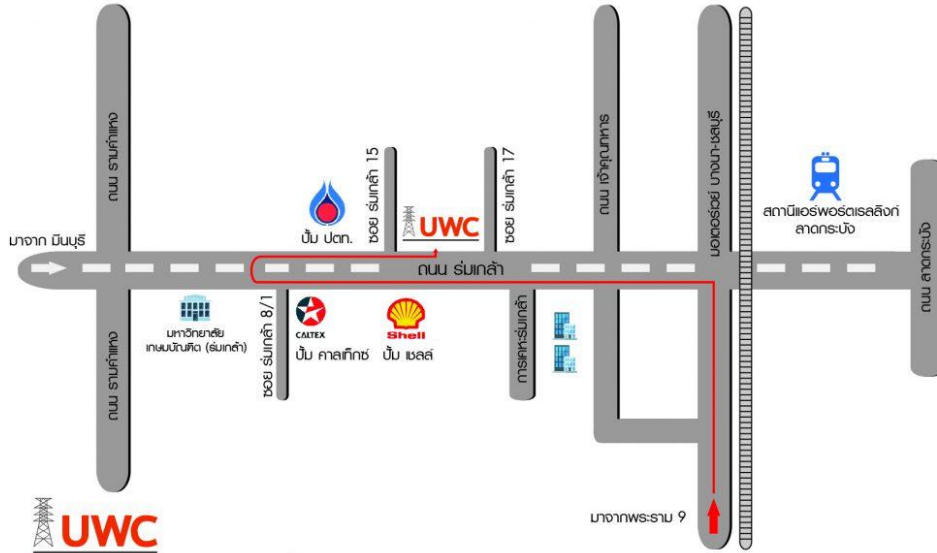 ถนน รามคำแหง
ถนน เจ้าคุณทหาร
มอเตอร์เวย์ บางนา-ชลบุรี
ซอย ร่มเกล้า 15
ซอย ร่มเกล้า 17
สถานีแอร์พอร์ตเรลลิงก์
ลาดกระบัง
ปั้ม ปตท.
UWC
มาจาก มีนบุรี
ถนน ร่มเกล้า
ถนน ลาดกระบัง
มหาวิทยาลัย
เกษมบัณฑิต (ร่มเกล้า)
ถนน รามคำแหง
ซอย ร่มเกล้า 8/1
CALTEX
ปั้ม คาลเท็กซ์
Shell
ปั้ม เชลล์
การเคหะร่มเกล้า
มาจากพระราม 9
UWC